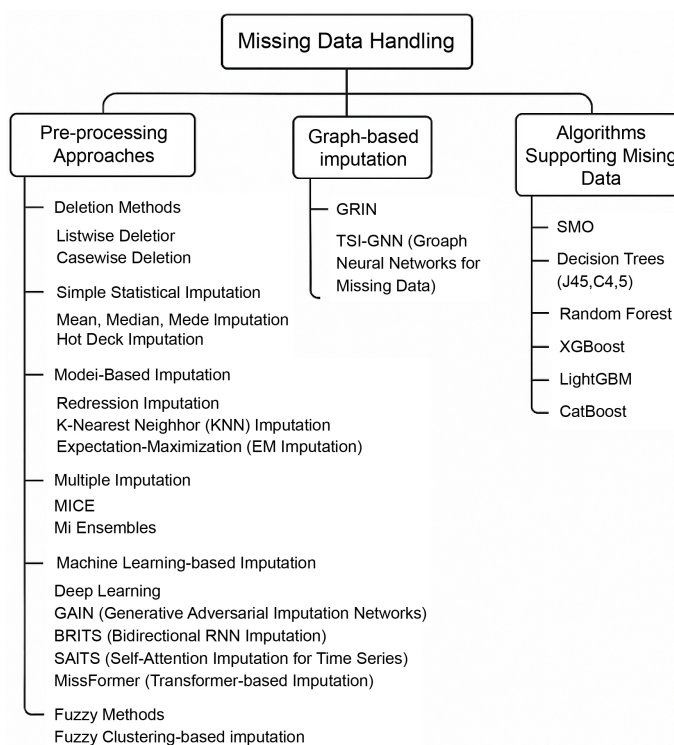 Missing Data Handling
Pre-processing
Approaches
Deletion Methods
Listwise Deletior
Casewise Deletion
Simple Statistical Imputation
Mean, Median, Mede Imputation
Hot Deck Imputation
Modei-Based Imputation
Redression Imputation
K-Nearest Neighhor (KNN) Imputation
Expectation-Maximization (EM Imputation)
Multiple Imputation
MICE
Mi Ensembles
Machine Learning-based Imputation
Deep Learning
GAIN (Generative Adversarial Imputation Networks)
BRITS (Bidirectional RNN Imputation)
SAITS (Self-Attention Imputation for Time Series)
MissFormer (Transformer-based Imputation)
Fuzzy Methods
Fuzzy Clustering-based imputation
Graph-based
imputation
GRIN
TSI-GNN (Groaph
Neural Networks for
Missing Data)
Algorithms
Supporting Mising
Data
SMO
Decision Trees
(J45,C4,5)
Random Forest
XGBoost
LightGBM
CatBoost